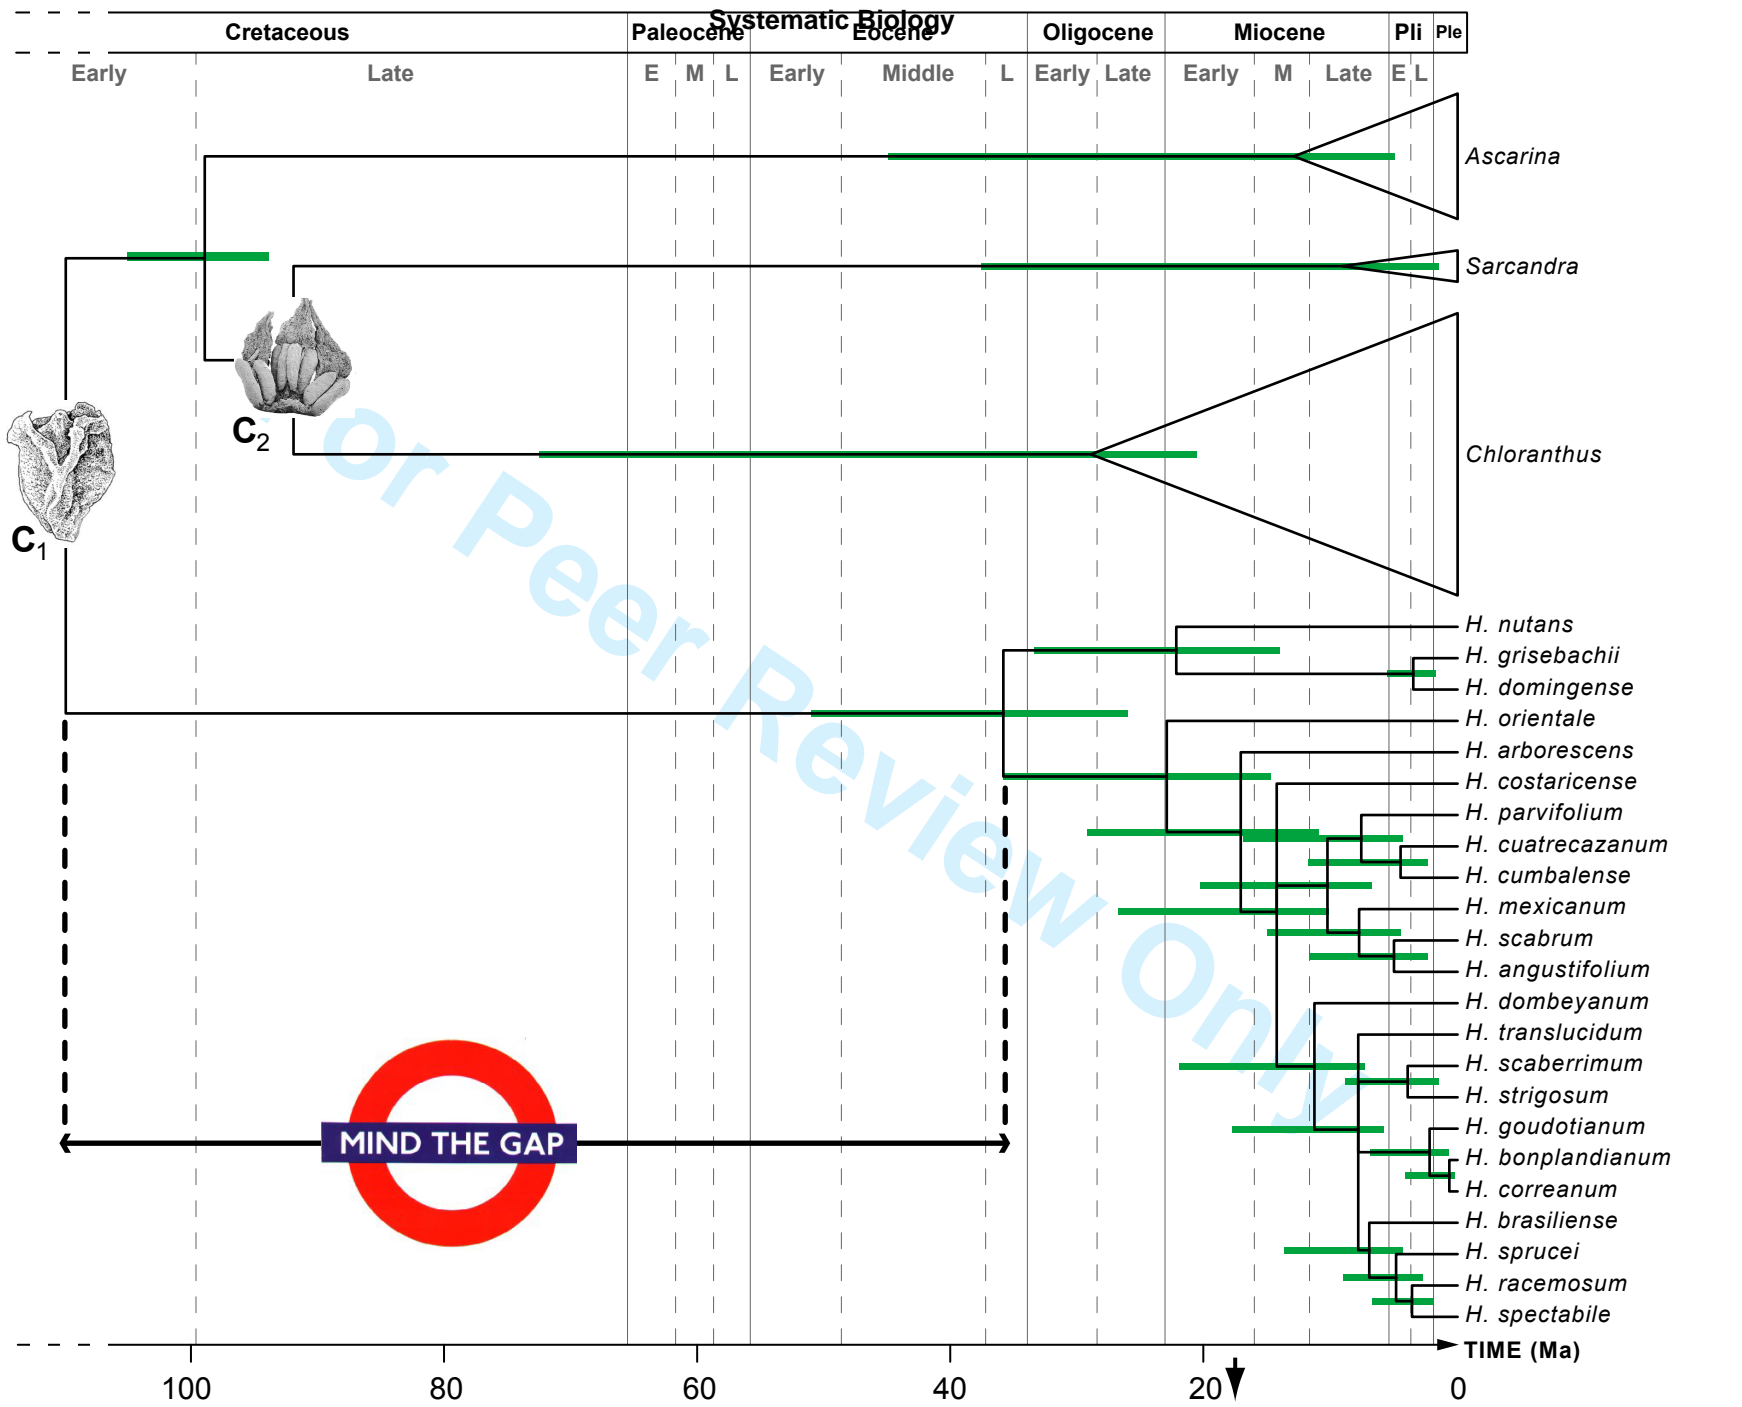 Systematic Biology
Cretaceous Paleocene Eocene Oligocene Miocene Pli Ple
Early Late E M L Early Middle L Early Late Early M Late E L
Ascarina
Sarcandra
C2
Chloranthus
C1
For Peer Review Only
H. nutans
H. grisebachii
H. domingense
H. orientale
H. arborescens
H. costaricense
H. parvifolium
H. cuatrecazanum
H. cumbalense
H. mexicanum
H. scabrum
H. angustifolium
H. dombeyanum
H. translucidum
H. scaberrimum
H. strigosum
H. goudotianum
MIND THE GAP
H. bonplandianum
H. correanum
H. brasiliense
H. sprucei
H. racemosum
H. spectabile
TIME (Ma)
100 80 60 40 20 0